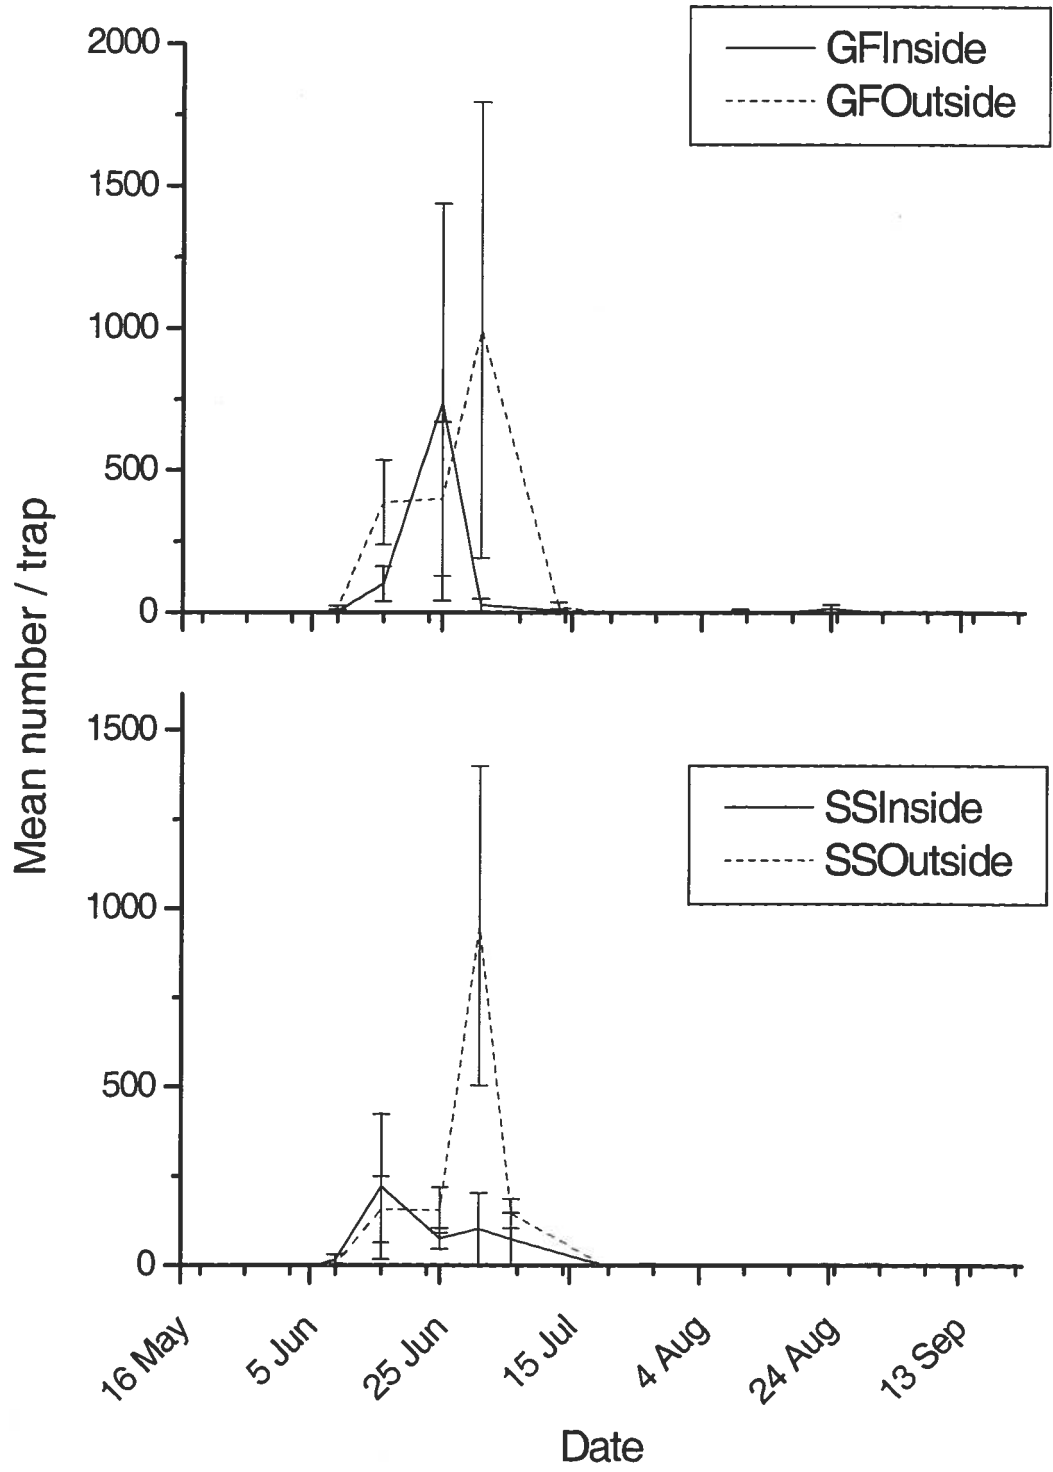 2000
GFInside
GFOutside
1500
1000
500
0
Mean number / trap
1500
SSInside
SSOutside
1000
500
0
16 May
5 Jun
25 Jun
15 Jul
4 Aug
24 Aug
13 Sep
Date